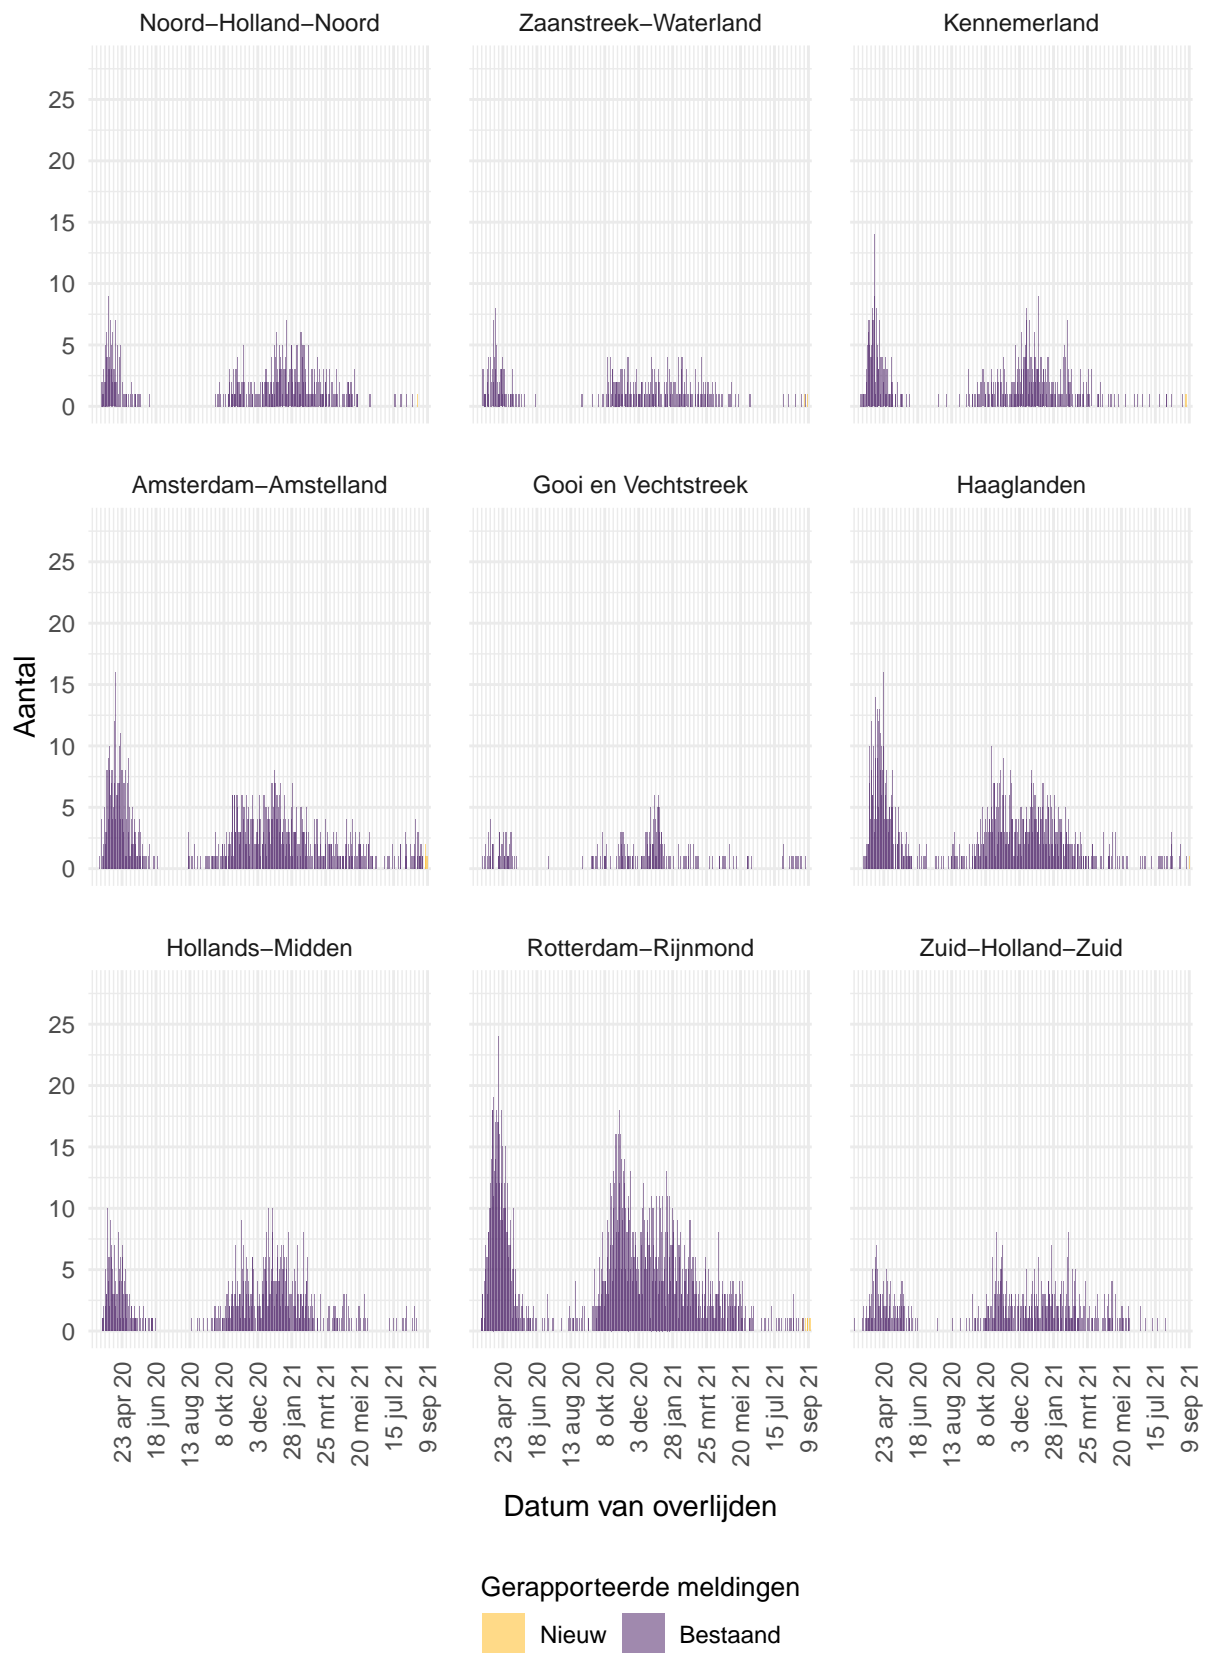 Noord−Holland−Noord
Zaanstreek−Waterland
Kennemerland
25
20
15
10
5
0
Amsterdam−Amstelland
Gooi en Vechtstreek
Haaglanden
25
20
15
10
5
0
Hollands−Midden
Rotterdam−Rijnmond
Zuid−Holland−Zuid
25
20
15
10
5
0
Aantal
23 apr 20
18 jun 20
13 aug 20
8 okt 20
3 dec 20
28 jan 21
25 mrt 21
20 mei 21
15 jul 21
9 sep 21
23 apr 20
18 jun 20
13 aug 20
8 okt 20
3 dec 20
28 jan 21
25 mrt 21
20 mei 21
15 jul 21
9 sep 21
23 apr 20
18 jun 20
13 aug 20
8 okt 20
3 dec 20
28 jan 21
25 mrt 21
20 mei 21
15 jul 21
9 sep 21
Datum van overlijden
Gerapporteerde meldingen
Nieuw
Bestaand